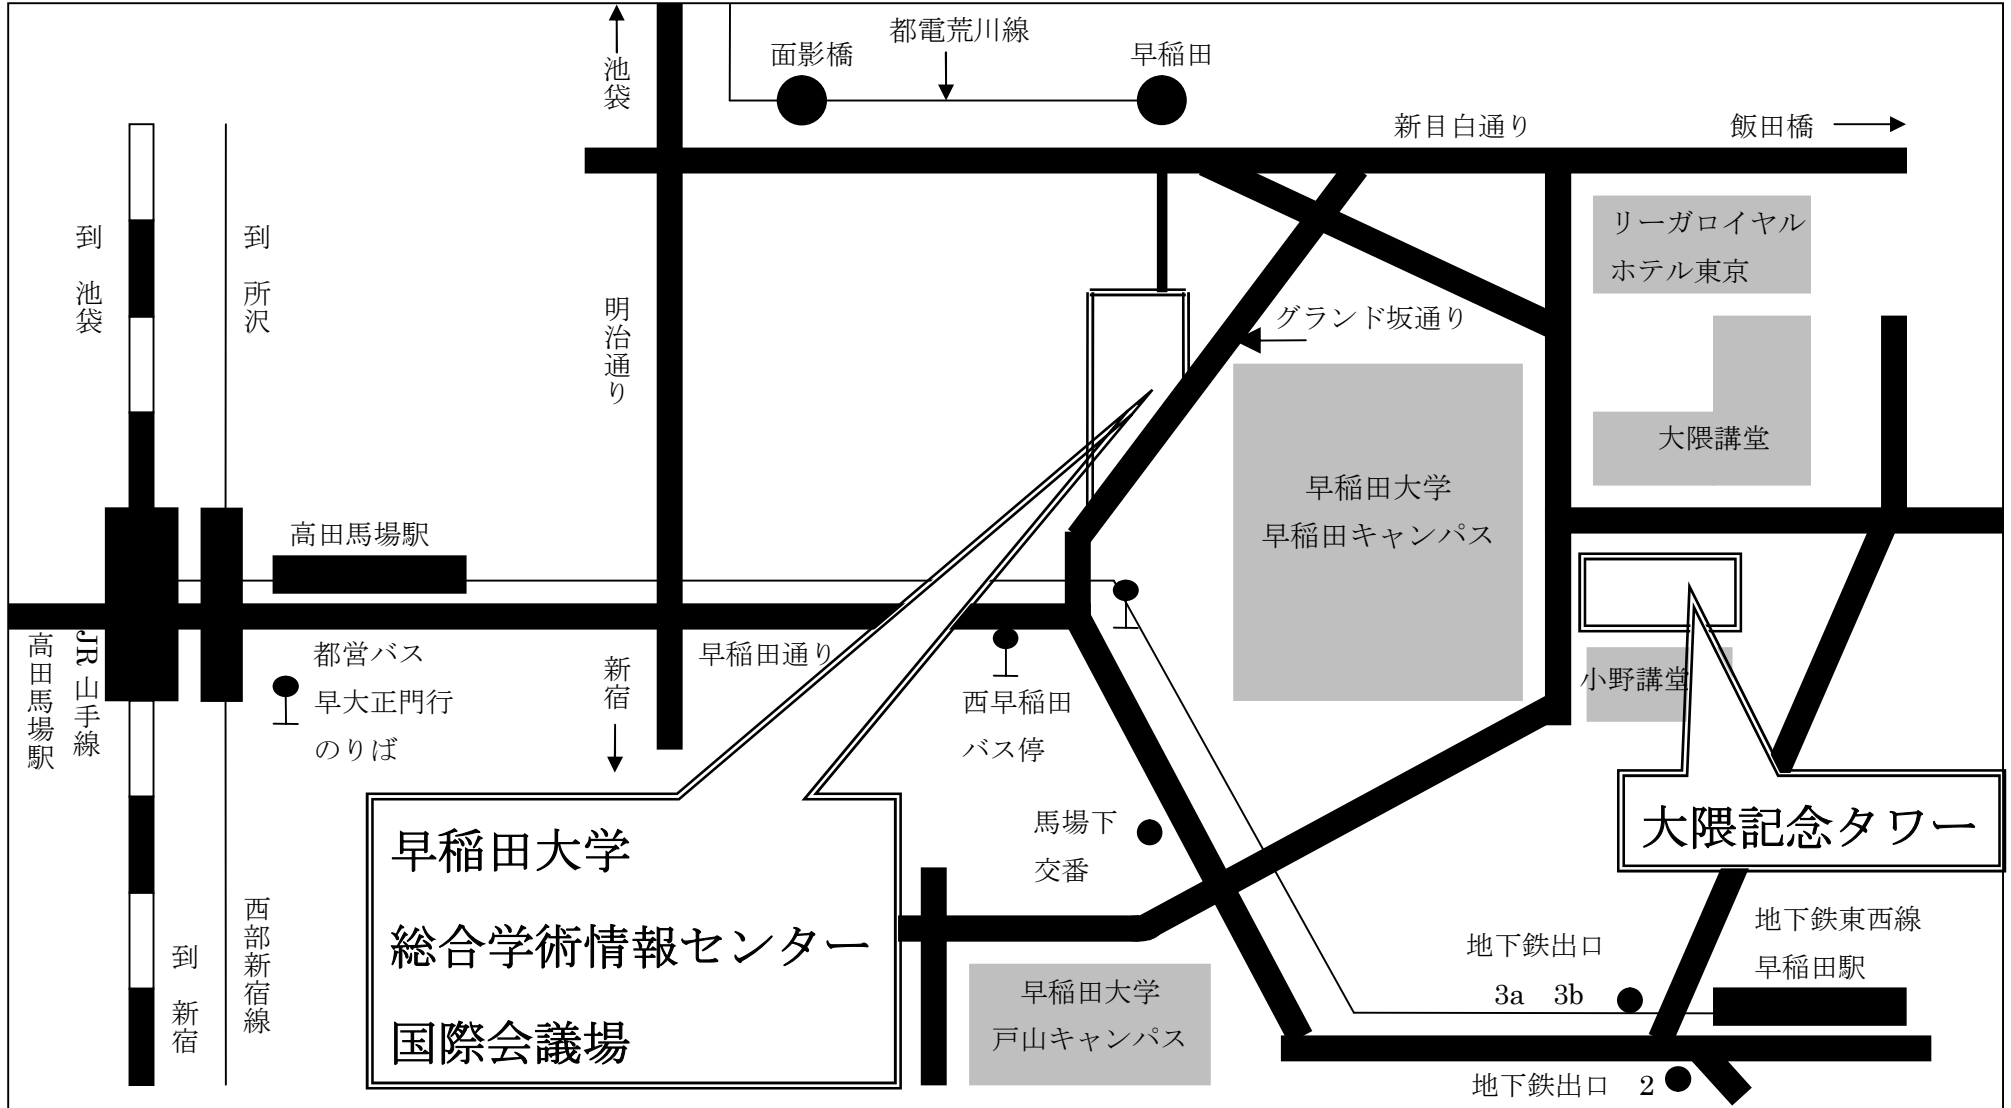 都電荒川線
面影橋
早稲田
池袋
新目白通り
飯田橋
リーガロイヤル
ホテル東京
到 池袋
到 所沢
明治通り
グランド坂通り
大隈講堂
早稲田大学
早稲田キャンパス
高田馬場駅
高田馬場駅
JR山手線
都営バス
早大正門行
のりば
新宿
早稲田通り
西早稲田
バス停
小野講堂
大隈記念タワー
馬場下
交番
早稲田大学
総合学術情報センター
国際会議場
西部新宿線
到 新宿
地下鉄東西線
早稲田駅
地下鉄出口
3a 3b
早稲田大学
戸山キャンパス
地下鉄出口 2